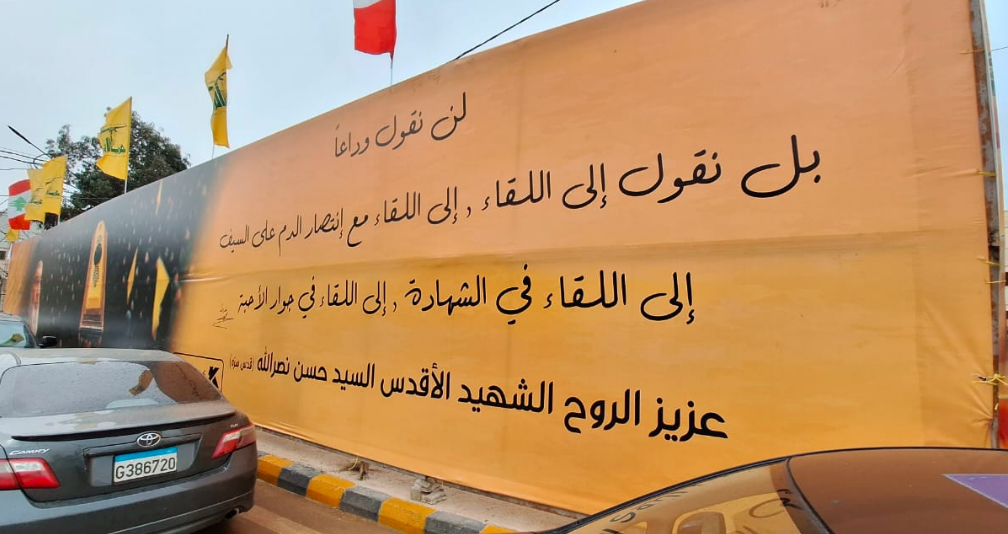 لن نقول وداعاً
بل نقول إلى اللقاء , إلى اللقاء مع إنتصار الدم على السيف
إلى اللقاء في الشهادة , إلى اللقاء في جوار الأحبة
عزيز الروح الشهيد الأقدس السيد حسن نصرالله (قدس سره)
CAMRY
G386720